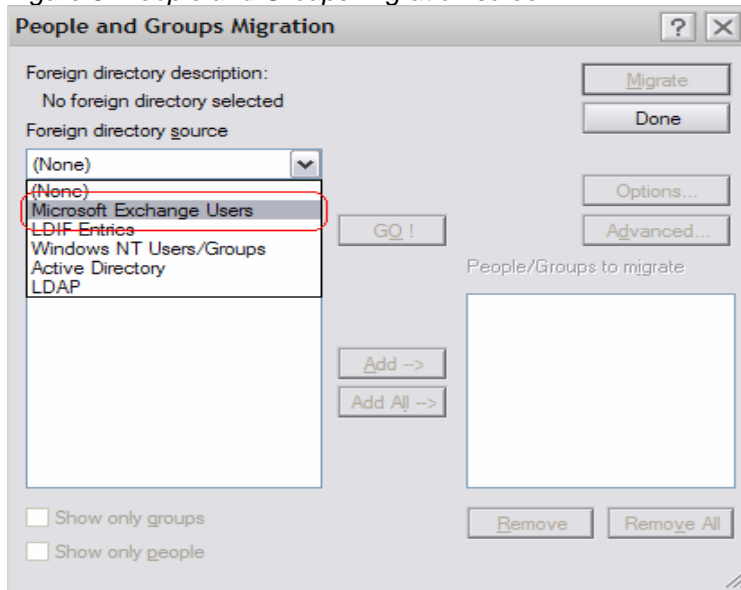 People and Groups Migration
Foreign directory description:
No foreign directory selected
Foreign directory source
(None)
(None)
Microsoft Exchange Users
LDIF Entries
Windows NT Users/Groups
Active Directory
LDAP
Migrate
Done
Options...
Advanced...
GO !
People/Groups to migrate
Add -->
Add All -->
Show only groups
Show only people
Remove
Remove All